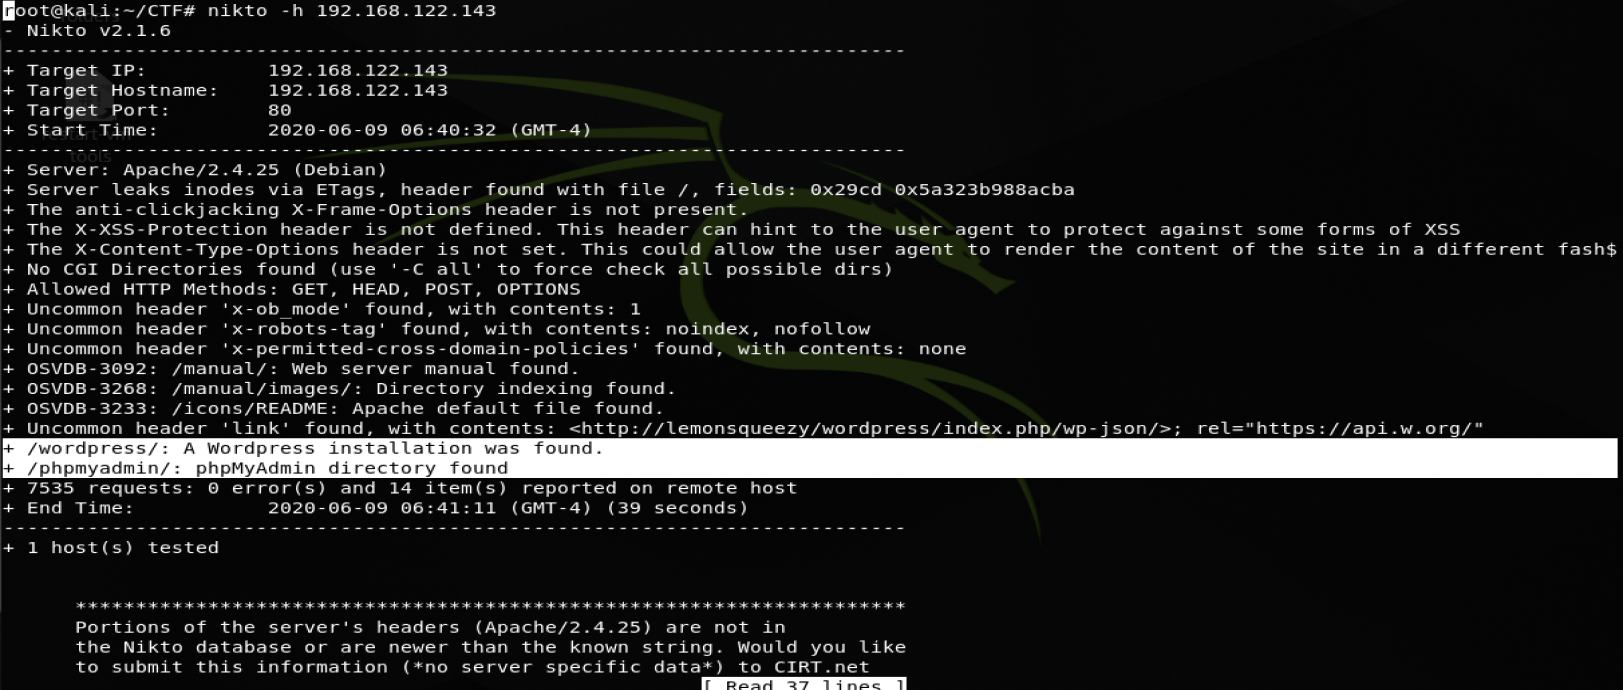 root@kali:~/CTF# nikto -h 192.168.122.143
- Nikto v2.1.6
---------------------------------------------------------------------------
+ Target IP:          192.168.122.143
+ Target Hostname:    192.168.122.143
+ Target Port:        80
+ Start Time:         2020-06-09 06:40:32 (GMT-4)
---------------------------------------------------------------------------
tools
+ Server: Apache/2.4.25 (Debian)
+ Server leaks inodes via ETags, header found with file /, fields: 0x29cd 0x5a323b988acba
+ The anti-clickjacking X-Frame-Options header is not present.
+ The X-XSS-Protection header is not defined. This header can hint to the user agent to protect against some forms of XSS
+ The X-Content-Type-Options header is not set. This could allow the user agent to render the content of the site in a different fash$
+ No CGI Directories found (use '-C all' to force check all possible dirs)
+ Allowed HTTP Methods: GET, HEAD, POST, OPTIONS
+ Uncommon header 'x-ob_mode' found, with contents: 1
+ Uncommon header 'x-robots-tag' found, with contents: noindex, nofollow
+ Uncommon header 'x-permitted-cross-domain-policies' found, with contents: none
+ OSVDB-3092: /manual/: Web server manual found.
+ OSVDB-3268: /manual/images/: Directory indexing found.
+ OSVDB-3233: /icons/README: Apache default file found.
+ Uncommon header 'link' found, with contents: <http://lemonsqueezy/wordpress/index.php/wp-json/>; rel="https://api.w.org/"
+ /wordpress/: A Wordpress installation was found.
+ /phpmyadmin/: phpMyAdmin directory found
+ 7535 requests: 0 error(s) and 14 item(s) reported on remote host
+ End Time:           2020-06-09 06:41:11 (GMT-4) (39 seconds)
---------------------------------------------------------------------------
+ 1 host(s) tested
*********************************************************************
Portions of the server's headers (Apache/2.4.25) are not in
the Nikto database or are newer than the known string. Would you like
to submit this information (*no server specific data*) to CIRT.net
[ Read 37 lines ]